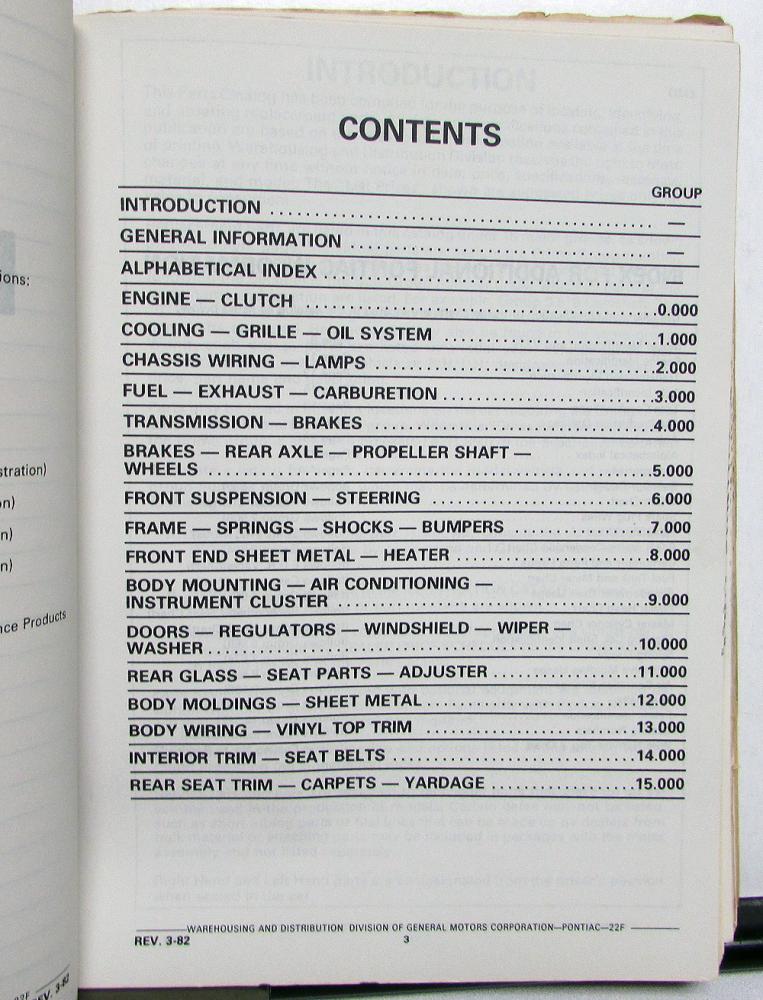 CONTENTS
GROUP
INTRODUCTION .......... —
GENERAL INFORMATION .......... —
ALPHABETICAL INDEX .......... —
ENGINE — CLUTCH .......... 0.000
COOLING — GRILLE — OIL SYSTEM .......... 1.000
CHASSIS WIRING — LAMPS .......... 2.000
FUEL — EXHAUST — CARBURETION .......... 3.000
TRANSMISSION — BRAKES .......... 4.000
BRAKES — REAR AXLE — PROPELLER SHAFT —
WHEELS .......... 5.000
FRONT SUSPENSION — STEERING .......... 6.000
FRAME — SPRINGS — SHOCKS — BUMPERS .......... 7.000
FRONT END SHEET METAL — HEATER .......... 8.000
BODY MOUNTING — AIR CONDITIONING —
INSTRUMENT CLUSTER .......... 9.000
DOORS — REGULATORS — WINDSHIELD — WIPER —
WASHER .......... 10.000
REAR GLASS — SEAT PARTS — ADJUSTER .......... 11.000
BODY MOLDINGS — SHEET METAL .......... 12.000
BODY WIRING — VINYL TOP TRIM .......... 13.000
INTERIOR TRIM — SEAT BELTS .......... 14.000
REAR SEAT TRIM — CARPETS — YARDAGE .......... 15.000
WAREHOUSING AND DISTRIBUTION DIVISION OF GENERAL MOTORS CORPORATION—PONTIAC—22F
REV. 3-82 3
ions:
stration)
on)
n)
n)
nce Products
22F
REV. 3-82